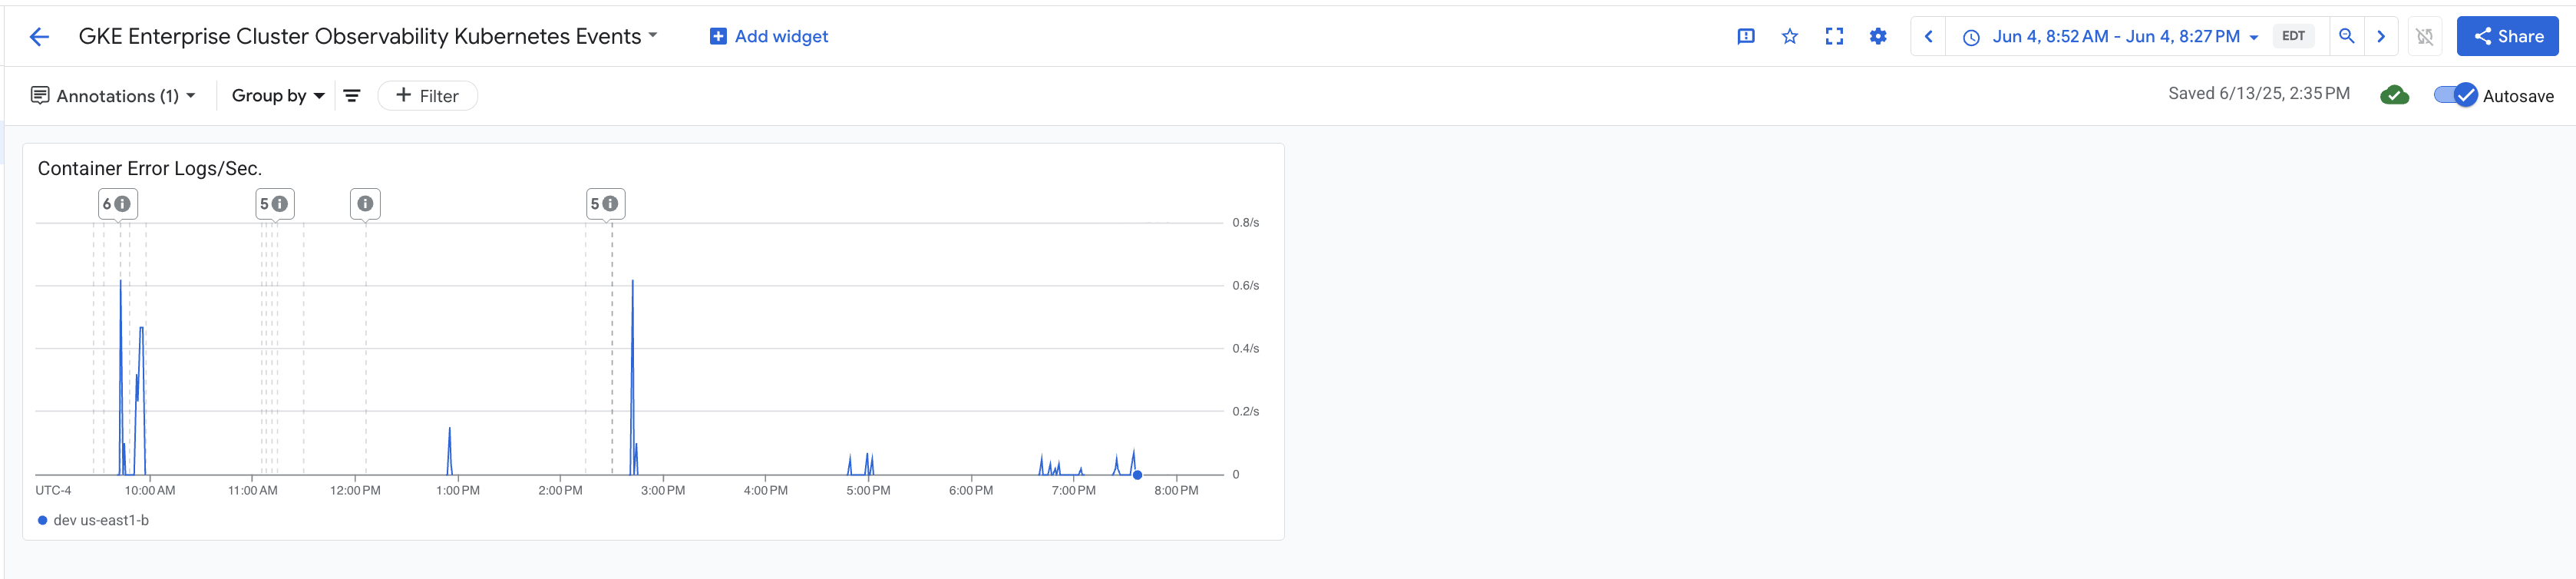 GKE Enterprise Cluster Observability Kubernetes Events
Add widget
Jun 4, 8:52 AM - Jun 4, 8:27 PM
EDT
Share
Annotations (1)
Group by
Filter
Saved 6/13/25, 2:35 PM
Autosave
Container Error Logs/Sec.
6
5
5
0.8/s
0.6/s
0.4/s
0.2/s
0
UTC-4
10:00 AM
11:00 AM
12:00 PM
1:00 PM
2:00 PM
3:00 PM
4:00 PM
5:00 PM
6:00 PM
7:00 PM
8:00 PM
dev us-east1-b